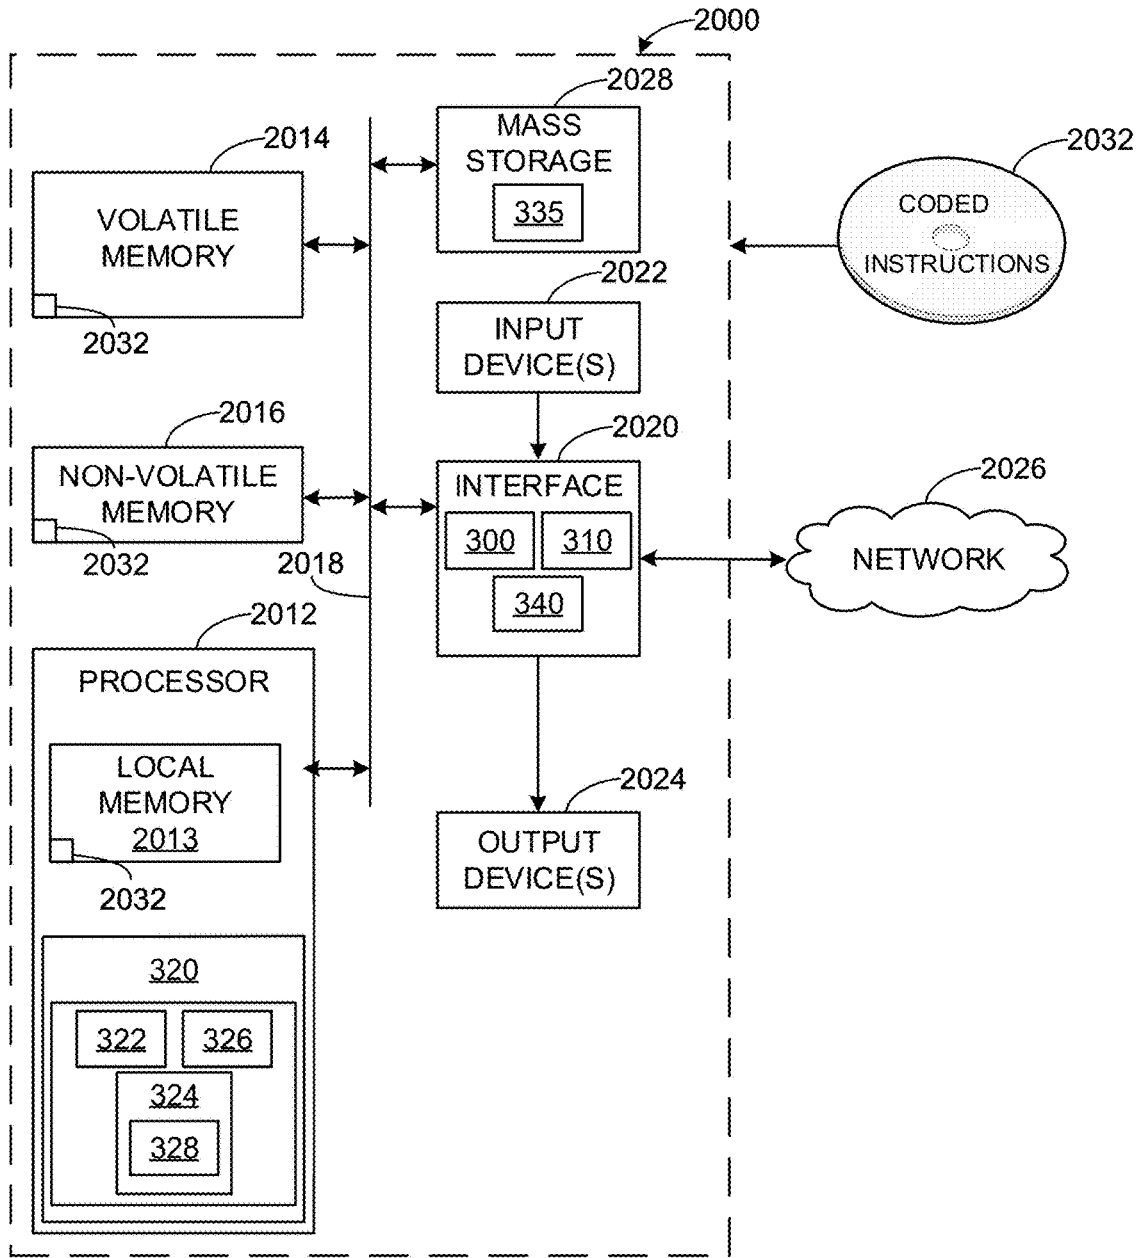 2000
2028
MASS
STORAGE
335
2014
VOLATILE
MEMORY
2032
2032
CODED
INSTRUCTIONS
2022
INPUT
DEVICE(S)
2016
NON-VOLATILE
MEMORY
2032
2018
2020
INTERFACE
300
310
340
2026
NETWORK
2012
PROCESSOR
LOCAL
MEMORY
2013
2032
2024
OUTPUT
DEVICE(S)
320
322
326
324
328